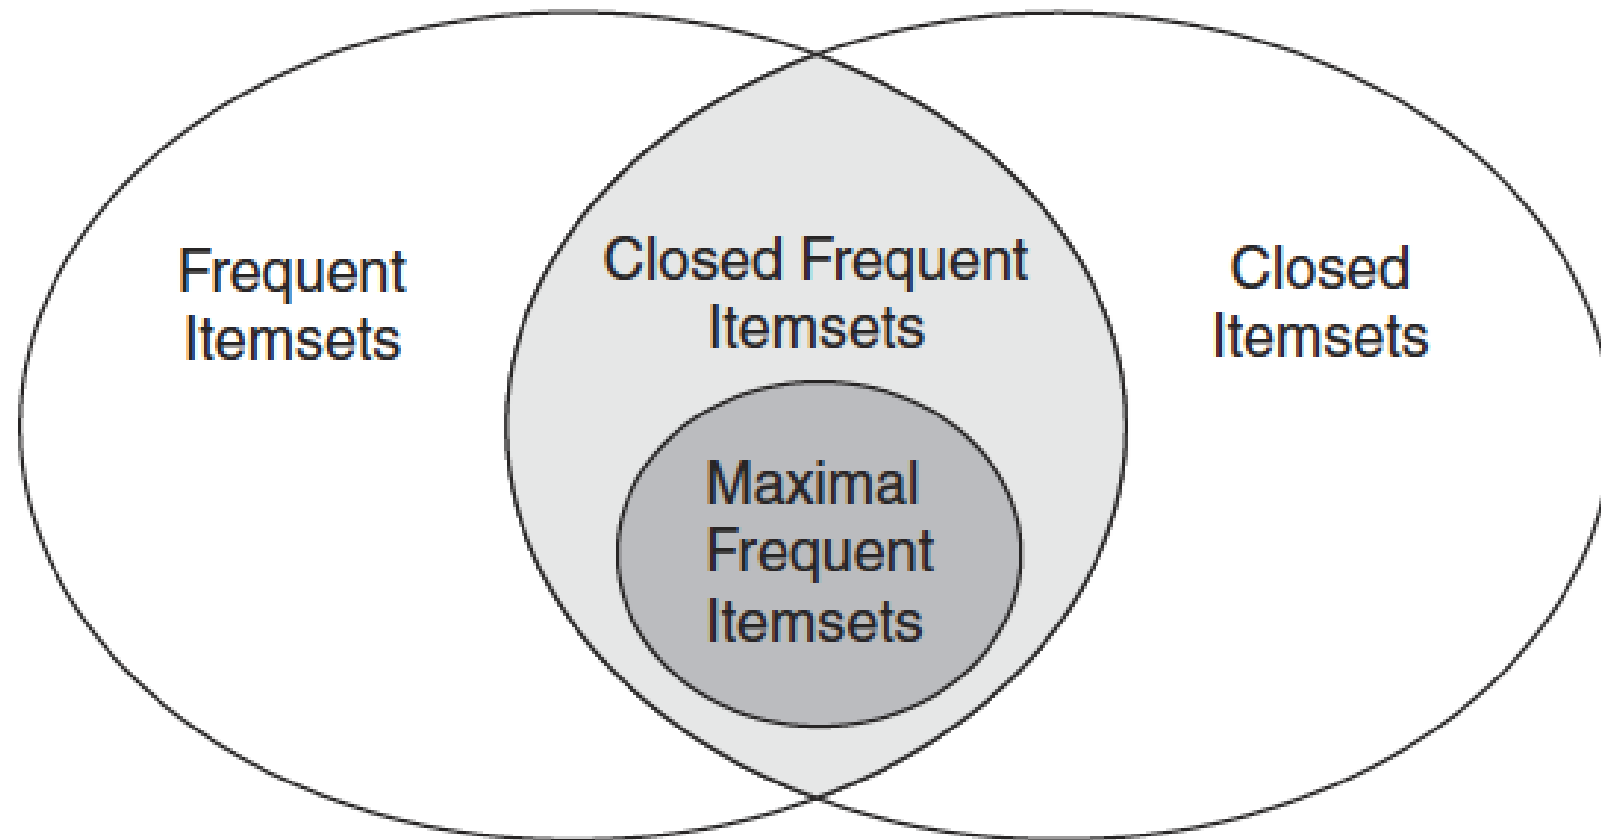 Frequent
Itemsets
Closed Frequent
Itemsets
Closed
Itemsets
Maximal
Frequent
Itemsets